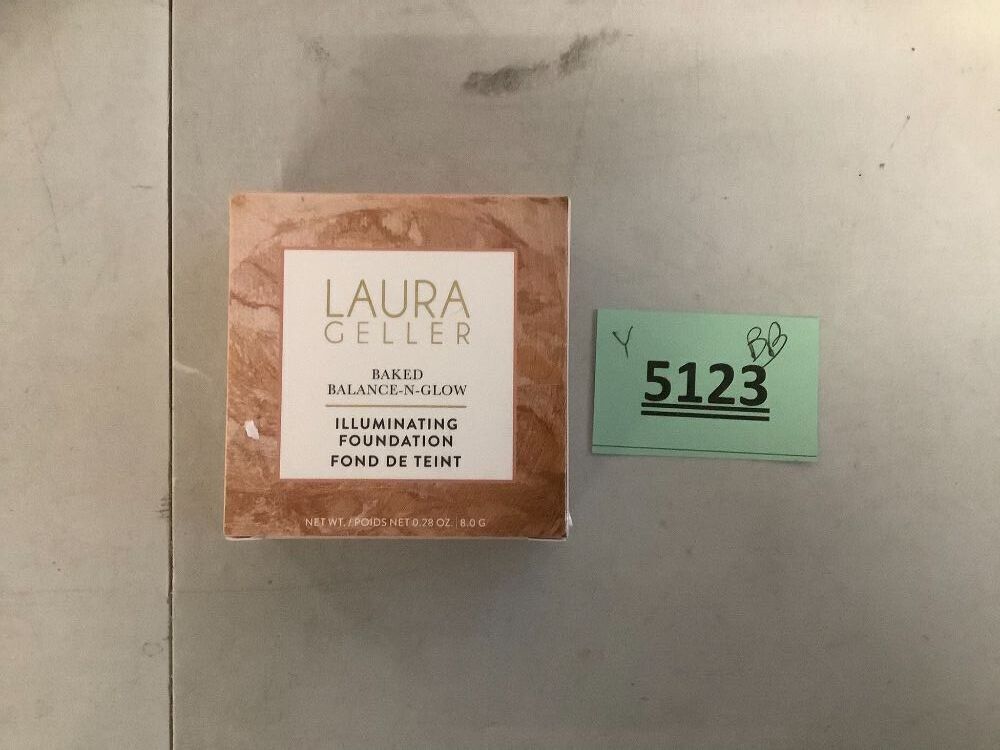 LAURA
GELLER
BAKED
BALANCE-N-GLOW
ILLUMINATING
FOUNDATION
FOND DE TEINT
NET WT. / POIDS NET 0.28 OZ. | 8.0 G
Y BB
5123